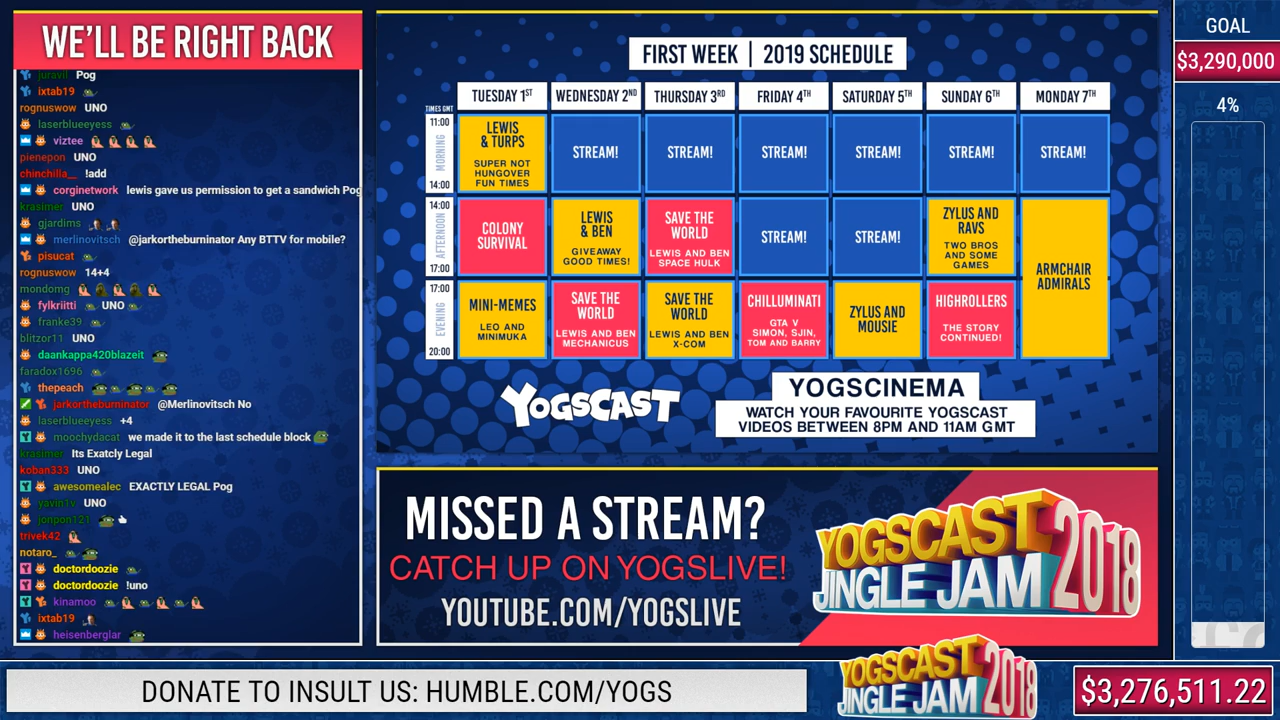 WE'LL BE RIGHT BACK
juravil Pog
ixtab19
rognuswow UNO
laserblueeyess
viztee
pienepon UNO
chinchilla__ !add
corginetwork lewis gave us permission to get a sandwich Pog
krasimer UNO
gjardims
merlinovitsch @jarkortheburninator Any BTTV for mobile?
pisucat
rognuswow 14+4
mondomg
fylkriitti UNO
franke39
blitzor11 UNO
daankappa420blazeit
faradox1696
thepeach
jarkortheburninator @Merlinovitsch No
laserblueeyess +4
moochydacat we made it to the last schedule block
krasimer Its Exatcly Legal
koban333 UNO
awesomealec EXACTLY LEGAL Pog
yavin1v UNO
jonpon121
trivek42
notaro_
doctordoozie
doctordoozie !uno
kinamoo
ixtab19
heisenberglar
FIRST WEEK | 2019 SCHEDULE
TIMES GMT
TUESDAY 1ST WEDNESDAY 2ND THURSDAY 3RD FRIDAY 4TH SATURDAY 5TH SUNDAY 6TH MONDAY 7TH
11:00
MORNING
14:00
LEWIS
& TURPS
SUPER NOT
HUNGOVER
FUN TIMES
STREAM!
STREAM!
STREAM!
STREAM!
STREAM!
STREAM!
14:00
AFTERNOON
17:00
COLONY
SURVIVAL
LEWIS
& BEN
GIVEAWAY
GOOD TIMES!
SAVE THE
WORLD
LEWIS AND BEN
SPACE HULK
STREAM!
STREAM!
ZYLUS AND
RAVS
TWO BROS
AND SOME
GAMES
ARMCHAIR
ADMIRALS
17:00
EVENING
20:00
MINI-MEMES
LEO AND
MINIMUKA
SAVE THE
WORLD
LEWIS AND BEN
MECHANICUS
SAVE THE
WORLD
LEWIS AND BEN
X-COM
CHILLUMINATI
GTA V
SIMON, SJIN,
TOM AND BARRY
ZYLUS AND
MOUSIE
HIGHROLLERS
THE STORY
CONTINUED!
YOGSCAST
YOGSCINEMA
WATCH YOUR FAVOURITE YOGSCAST
VIDEOS BETWEEN 8PM AND 11AM GMT
MISSED A STREAM?
CATCH UP ON YOGSLIVE!
YOUTUBE.COM/YOGSLIVE
YOGSCAST
JINGLE JAM
2018
GOAL
$3,290,000
4%
DONATE TO INSULT US: HUMBLE.COM/YOGS
YOGSCAST
JINGLE JAM
2018
$3,276,511.22